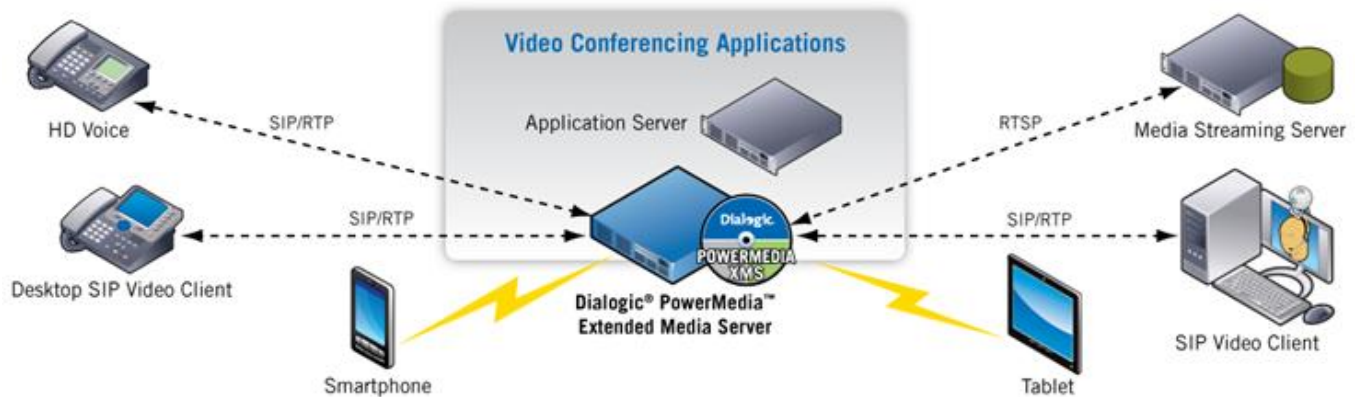 Video Conferencing Applications
HD Voice
SIP/RTP
Application Server
RTSP
Media Streaming Server
Desktop SIP Video Client
SIP/RTP
Dialogic.
POWERMEDIA
XMS
SIP/RTP
SIP Video Client
Dialogic® PowerMedia™
Extended Media Server
Smartphone
Tablet